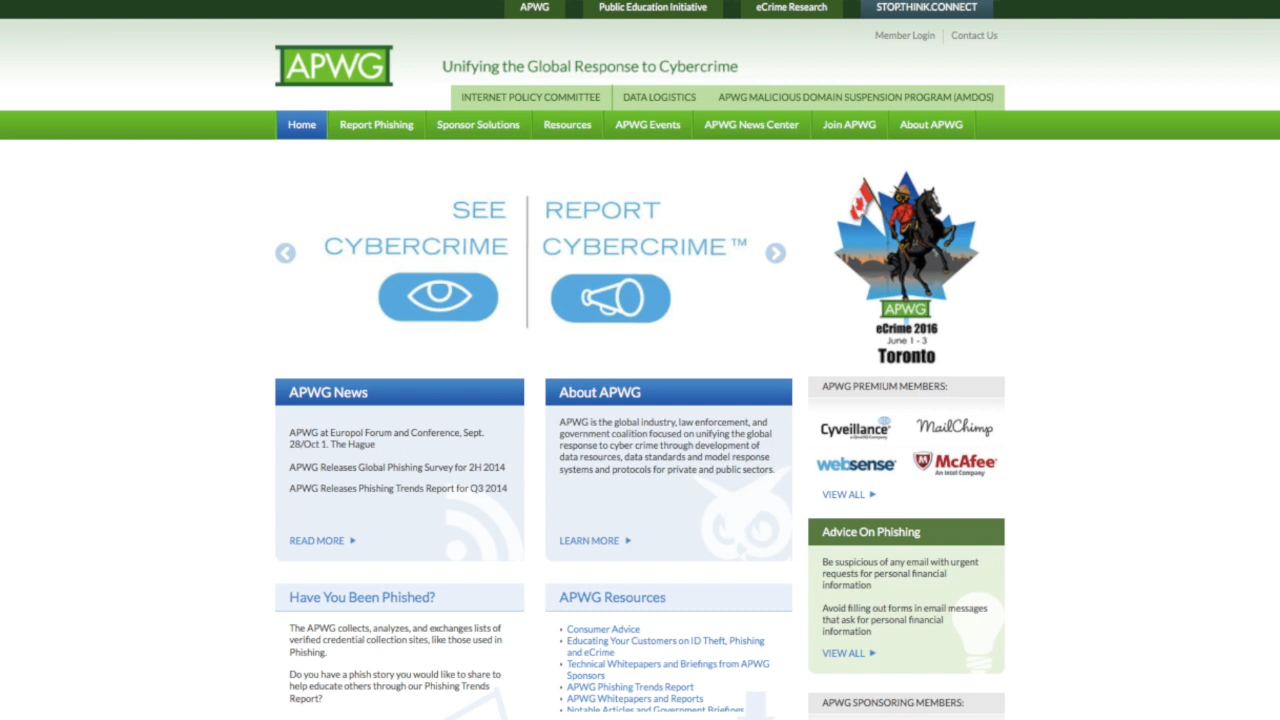 APWG
Public Education Initiative
eCrime Research
STOP.THINK.CONNECT
Member Login
Contact Us
APWG
Unifying the Global Response to Cybercrime
INTERNET POLICY COMMITTEE
DATA LOGISTICS
APWG MALICIOUS DOMAIN SUSPENSION PROGRAM (AMDOS)
Home
Report Phishing
Sponsor Solutions
Resources
APWG Events
APWG News Center
Join APWG
About APWG
SEE
CYBERCRIME
REPORT
CYBERCRIME™
APWG
eCrime 2016
June 1 - 3
Toronto
APWG News
APWG at Europol Forum and Conference, Sept.
28/Oct 1. The Hague
APWG Releases Global Phishing Survey for 2H 2014
APWG Releases Phishing Trends Report for Q3 2014
READ MORE
About APWG
APWG is the global industry, law enforcement, and
government coalition focused on unifying the global
response to cyber crime through development of
data resources, data standards and model response
systems and protocols for private and public sectors.
LEARN MORE
APWG PREMIUM MEMBERS:
Cyveillance
MailChimp
websense
McAfee
An Intel Company
VIEW ALL
Advice On Phishing
Be suspicious of any email with urgent
requests for personal financial
information
Avoid filling out forms in email messages
that ask for personal financial
information
VIEW ALL
Have You Been Phished?
The APWG collects, analyzes, and exchanges lists of
verified credential collection sites, like those used in
Phishing.
Do you have a phish story you would like to share to
help educate others through our Phishing Trends
Report?
APWG Resources
Consumer Advice
Educating Your Customers on ID Theft, Phishing
and eCrime
Technical Whitepapers and Briefings from APWG
Sponsors
APWG Phishing Trends Report
APWG Whitepapers and Reports
Notable Articles and Government Briefings
APWG SPONSORING MEMBERS: